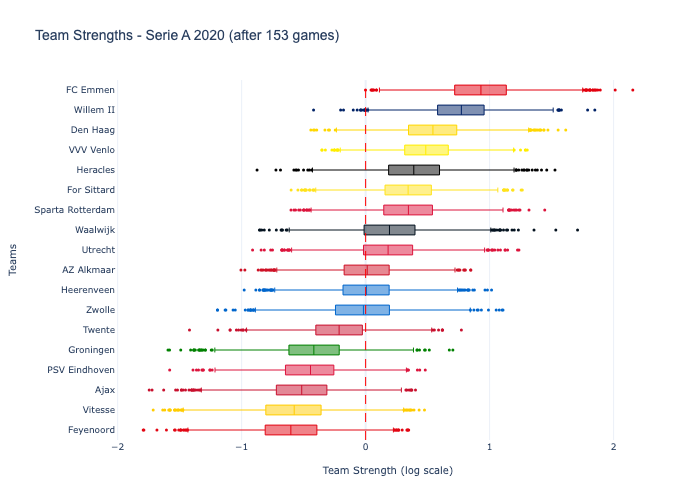 Team Strengths - Serie A 2020 (after 153 games)
FC Emmen
Willem II
Den Haag
VVV Venlo
Heracles
For Sittard
Sparta Rotterdam
Waalwijk
Utrecht
AZ Alkmaar
Heerenveen
Zwolle
Twente
Groningen
PSV Eindhoven
Ajax
Vitesse
Feyenoord
Teams
−2 −1 0 1 2
Team Strength (log scale)